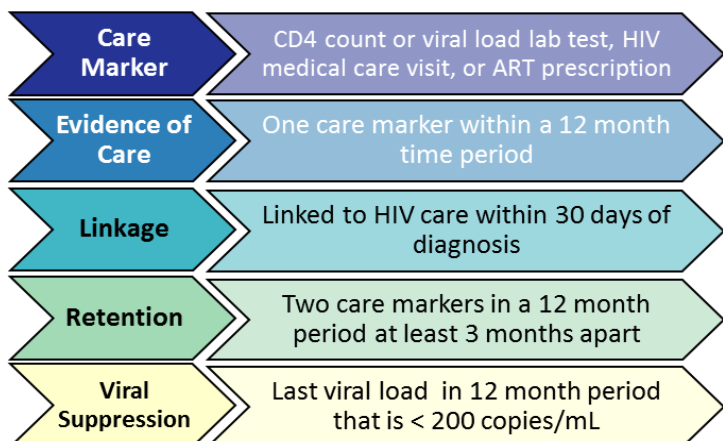 Care
Marker
CD4 count or viral load lab test, HIV
medical care visit, or ART prescription
Evidence of
Care
One care marker within a 12 month
time period
Linkage
Linked to HIV care within 30 days of
diagnosis
Retention
Two care markers in a 12 month
period at least 3 months apart
Viral
Suppression
Last viral load in 12 month period
that is < 200 copies/mL